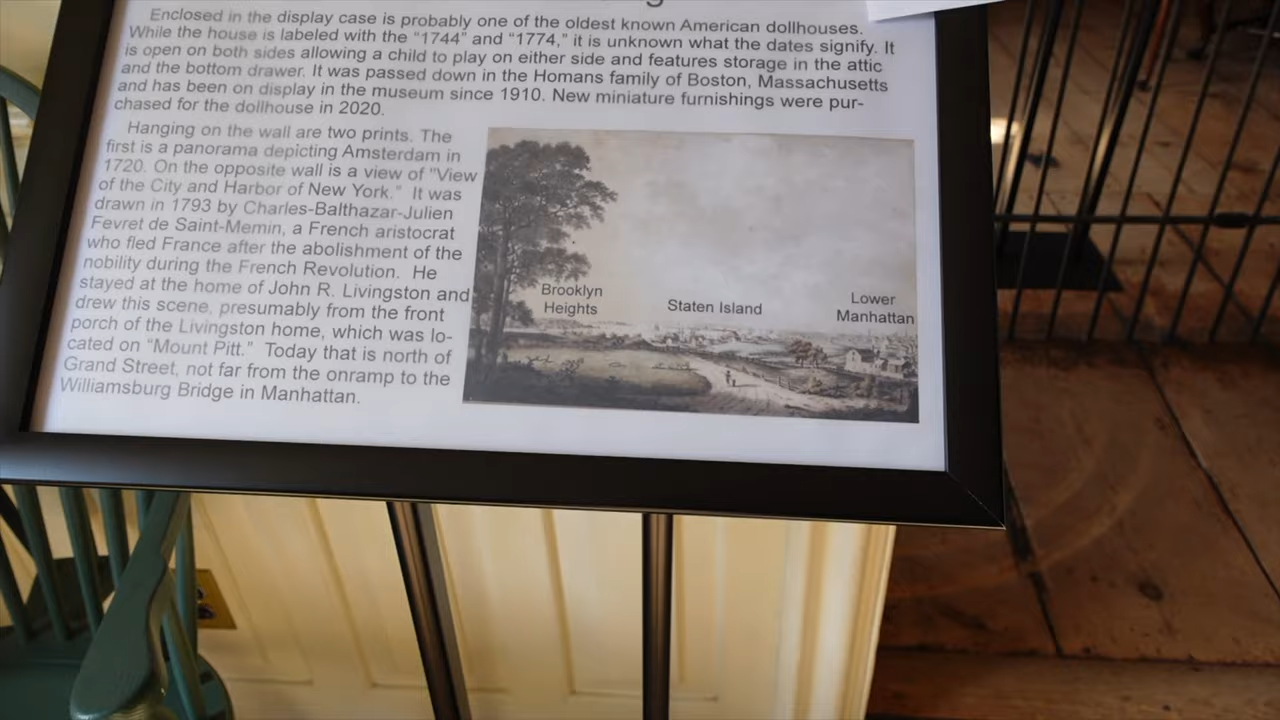 Enclosed in the display case is probably one of the oldest known American dollhouses.
While the house is labeled with the “1744” and “1774,” it is unknown what the dates signify. It
is open on both sides allowing a child to play on either side and features storage in the attic
and the bottom drawer. It was passed down in the Homans family of Boston, Massachusetts
and has been on display in the museum since 1910. New miniature furnishings were pur-
chased for the dollhouse in 2020.
Hanging on the wall are two prints. The
first is a panorama depicting Amsterdam in
1720. On the opposite wall is a view of "View
of the City and Harbor of New York." It was
drawn in 1793 by Charles-Balthazar-Julien
Fevret de Saint-Memin, a French aristocrat
who fled France after the abolishment of the
nobility during the French Revolution. He
stayed at the home of John R. Livingston and
drew this scene, presumably from the front
porch of the Livingston home, which was lo-
cated on “Mount Pitt.” Today that is north of
Grand Street, not far from the onramp to the
Williamsburg Bridge in Manhattan.
Brooklyn
Heights
Staten Island
Lower
Manhattan